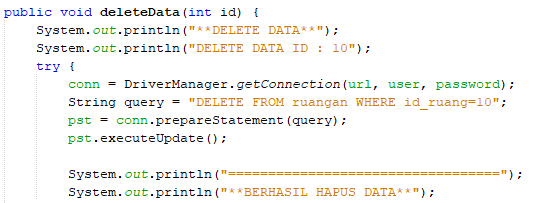 public void deleteData(int id) {
System.out.println("**DELETE DATA**");
System.out.println("DELETE DATA ID : 10");
try {
conn = DriverManager.getConnection(url, user, password);
String query = "DELETE FROM ruangan WHERE id_ruang=10";
pst = conn.prepareStatement(query);
pst.executeUpdate();
System.out.println("==================================");
System.out.println("**BERHASIL HAPUS DATA**");